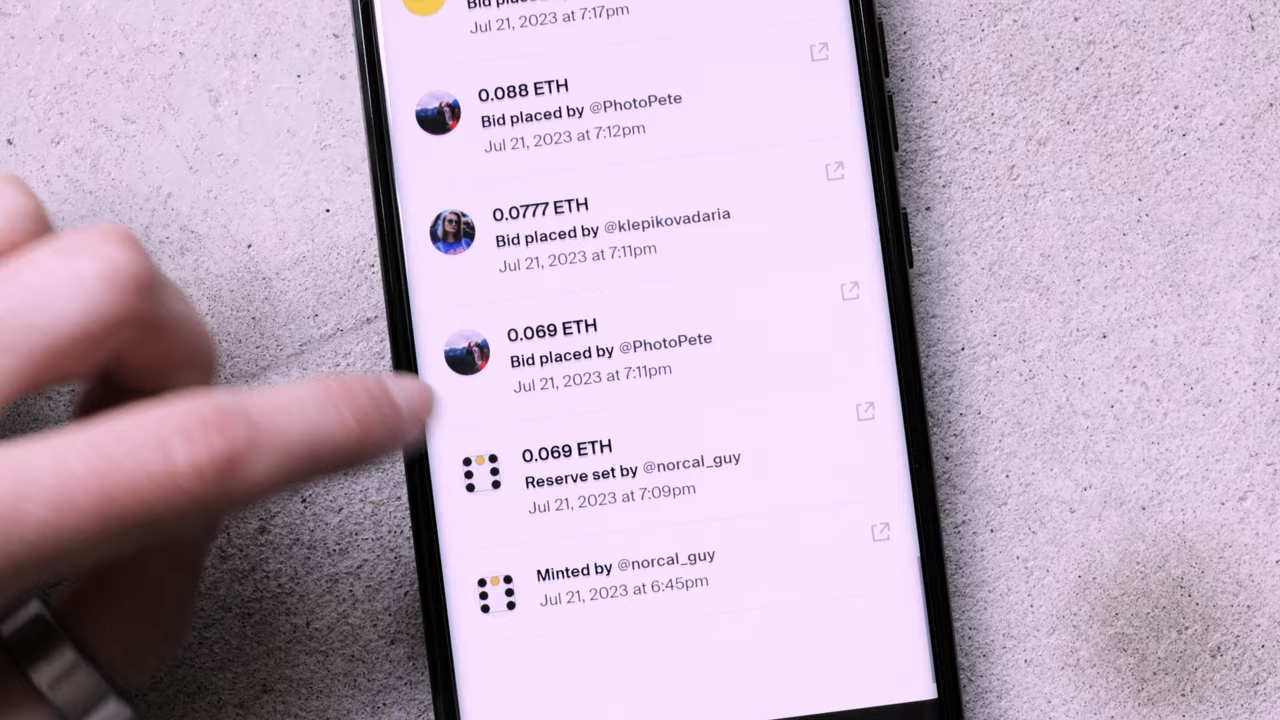 Bid
Jul 21, 2023 at 7:17pm
0.088 ETH
Bid placed by @PhotoPete
Jul 21, 2023 at 7:12pm
0.0777 ETH
Bid placed by @klepikovadaria
Jul 21, 2023 at 7:11pm
0.069 ETH
Bid placed by @PhotoPete
Jul 21, 2023 at 7:11pm
0.069 ETH
Reserve set by @norcal_guy
Jul 21, 2023 at 7:09pm
Minted by @norcal_guy
Jul 21, 2023 at 6:45pm